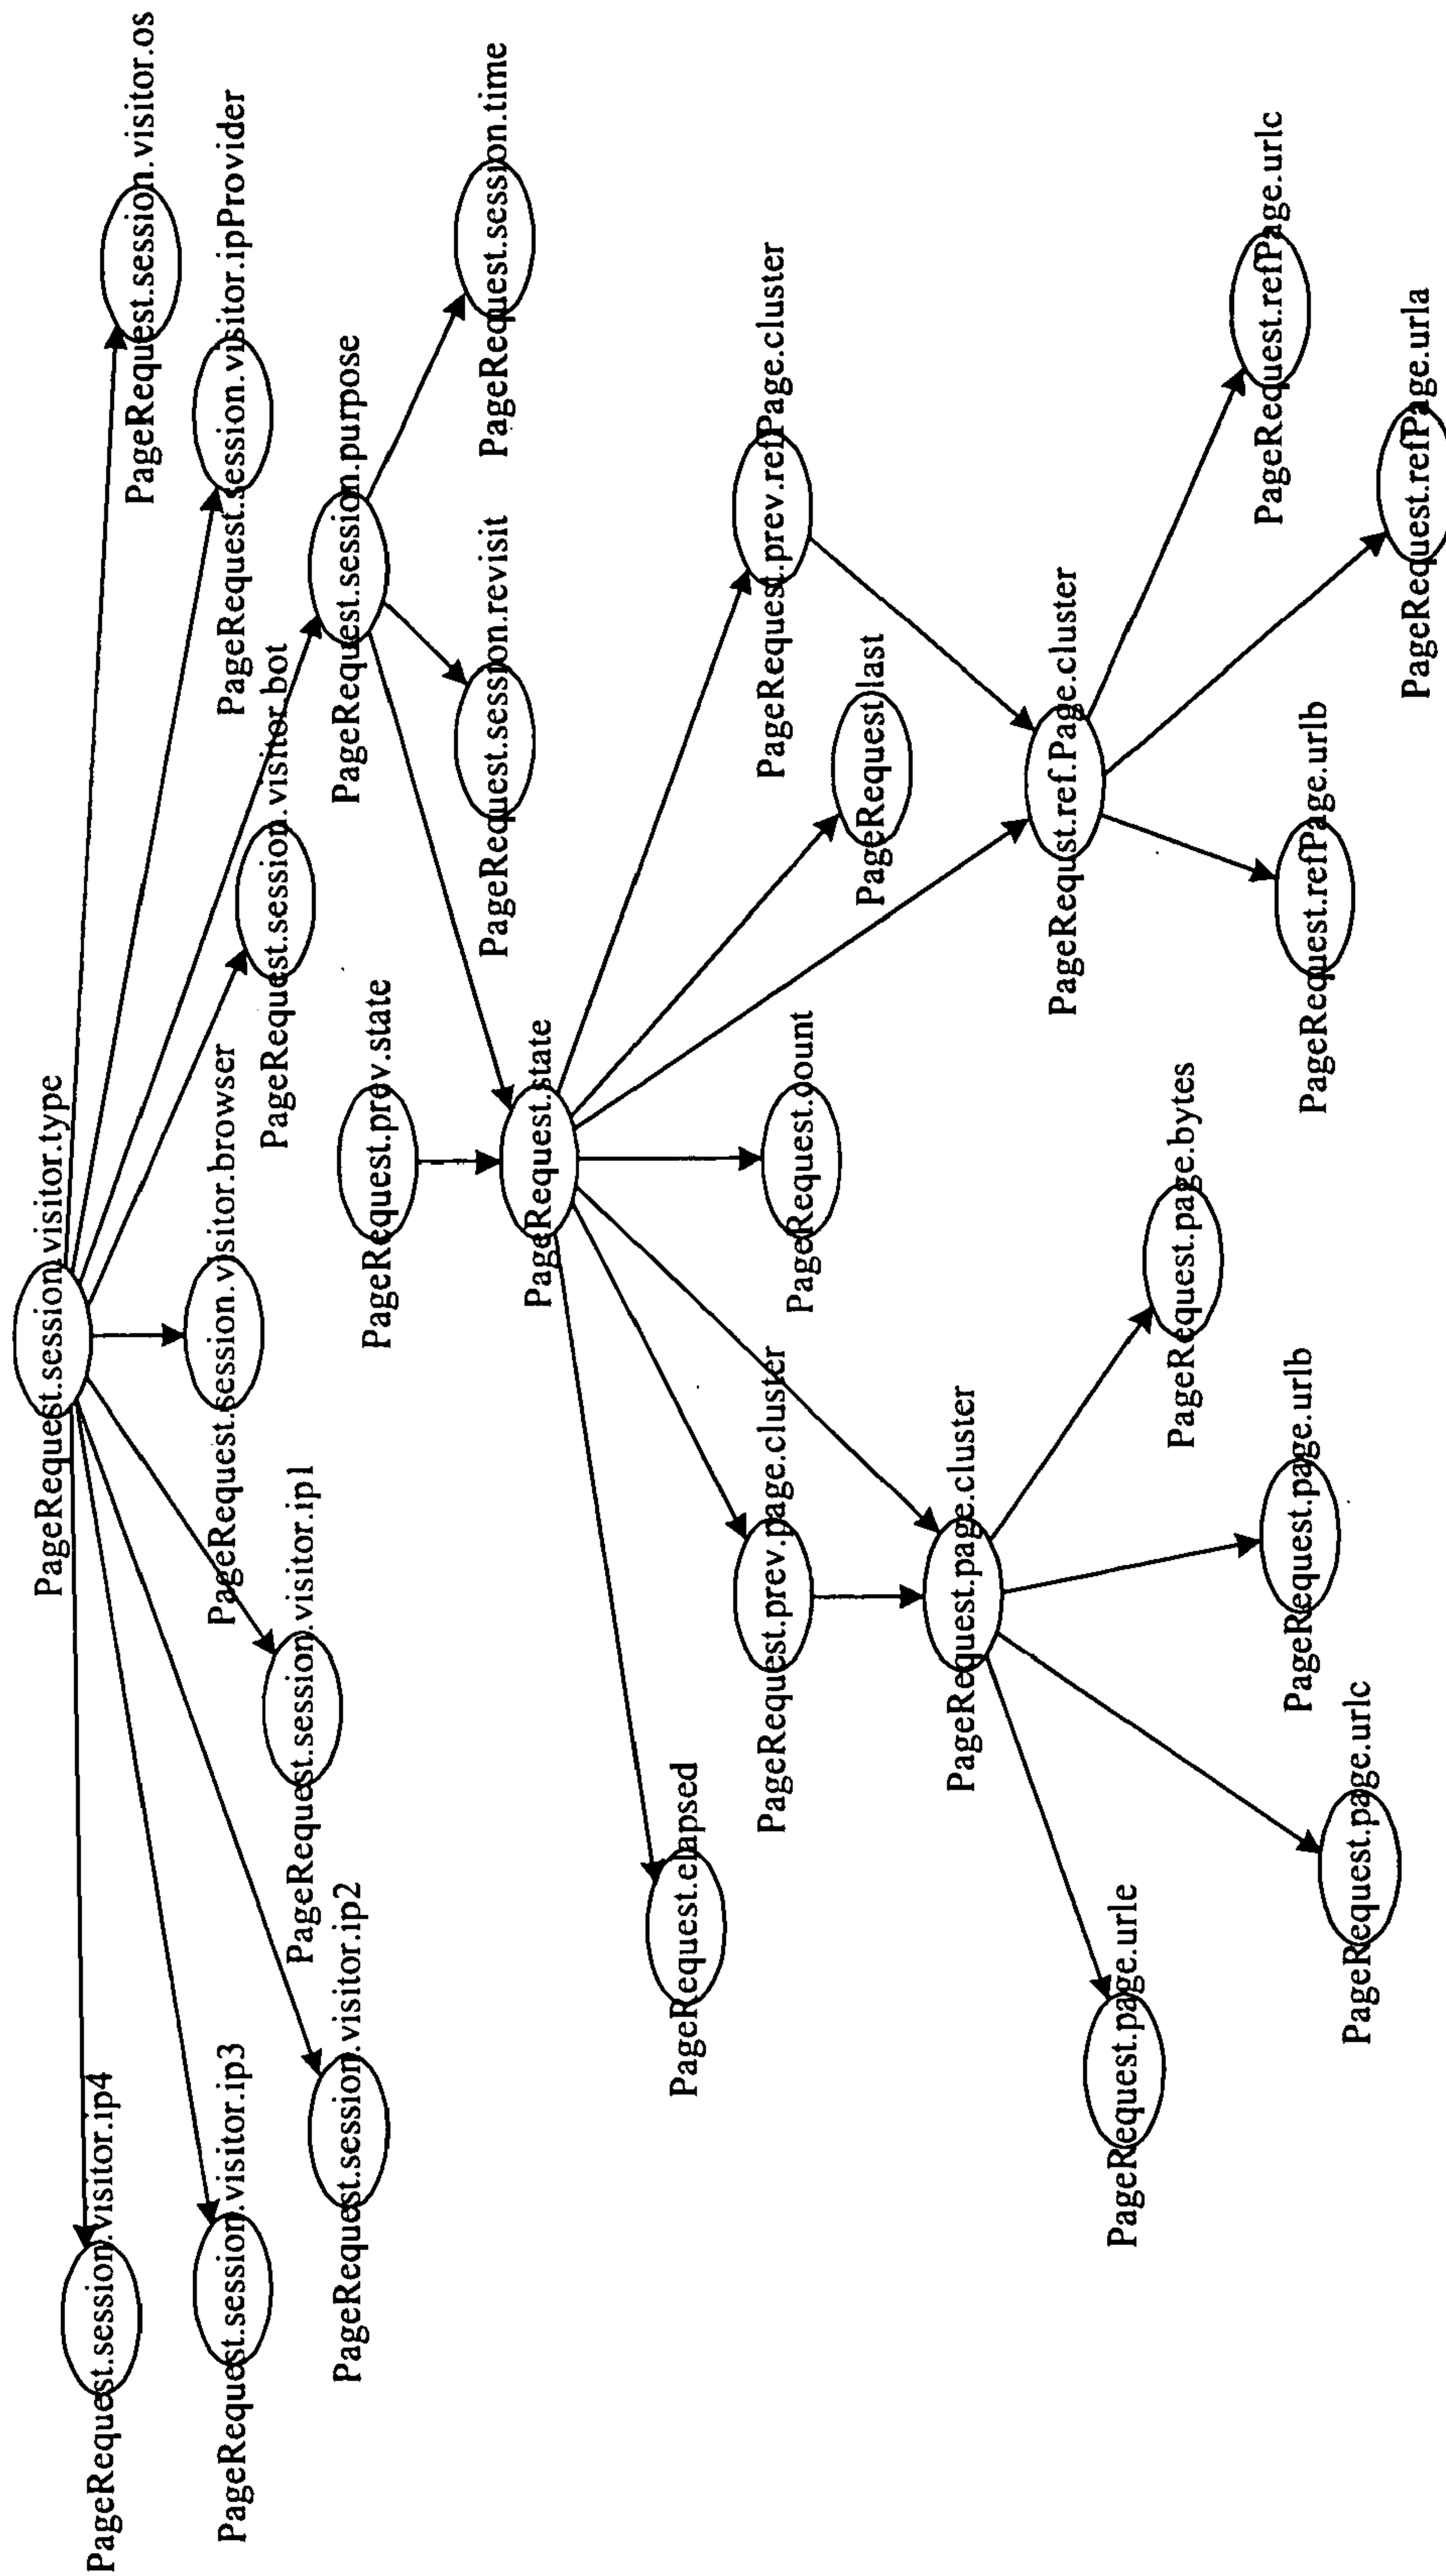 PageRequest.session.visitor.type
PageRequest.session.visitor.ip4
PageRequest.session.visitor.os
PageRequest.session.visitor.ip3
PageRequest.session.visitor.browser
PageRequest.session.visitor.ipProvider
PageRequest.session.visitor.bot
PageRequest.session.visitor.ip1
PageRequest.session.visitor.ip2
PageRequest.session.purpose
PageRequest.prev.state
PageRequest.session.revisit
PageRequest.session.time
PageRequest.state
PageRequest.elapsed
PageRequest.prev.page.cluster
PageRequest.count
PageRequest.prev.refPage.cluster
PageRequest.last
PageRequest.page.cluster
PageRequst.ref.Page.cluster
PageRequest.page.urle
PageRequest.page.bytes
PageRequest.refPage.urlc
PageRequest.page.urlb
PageRequest.refPage.urlb
PageRequest.page.urlc
PageRequest.refPage.urla